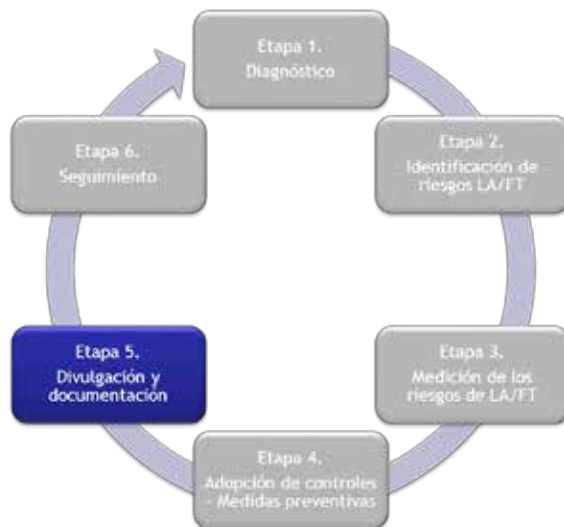 Etapa 1.
Diagnóstico
Etapa 2.
Identificación de
riesgos LA/FT
Etapa 3.
Medición de los
riesgos de LA/FT
Etapa 4.
Adopción de controles
- Medidas preventivas
Etapa 5.
Divulgación y
documentación
Etapa 6.
Seguimiento